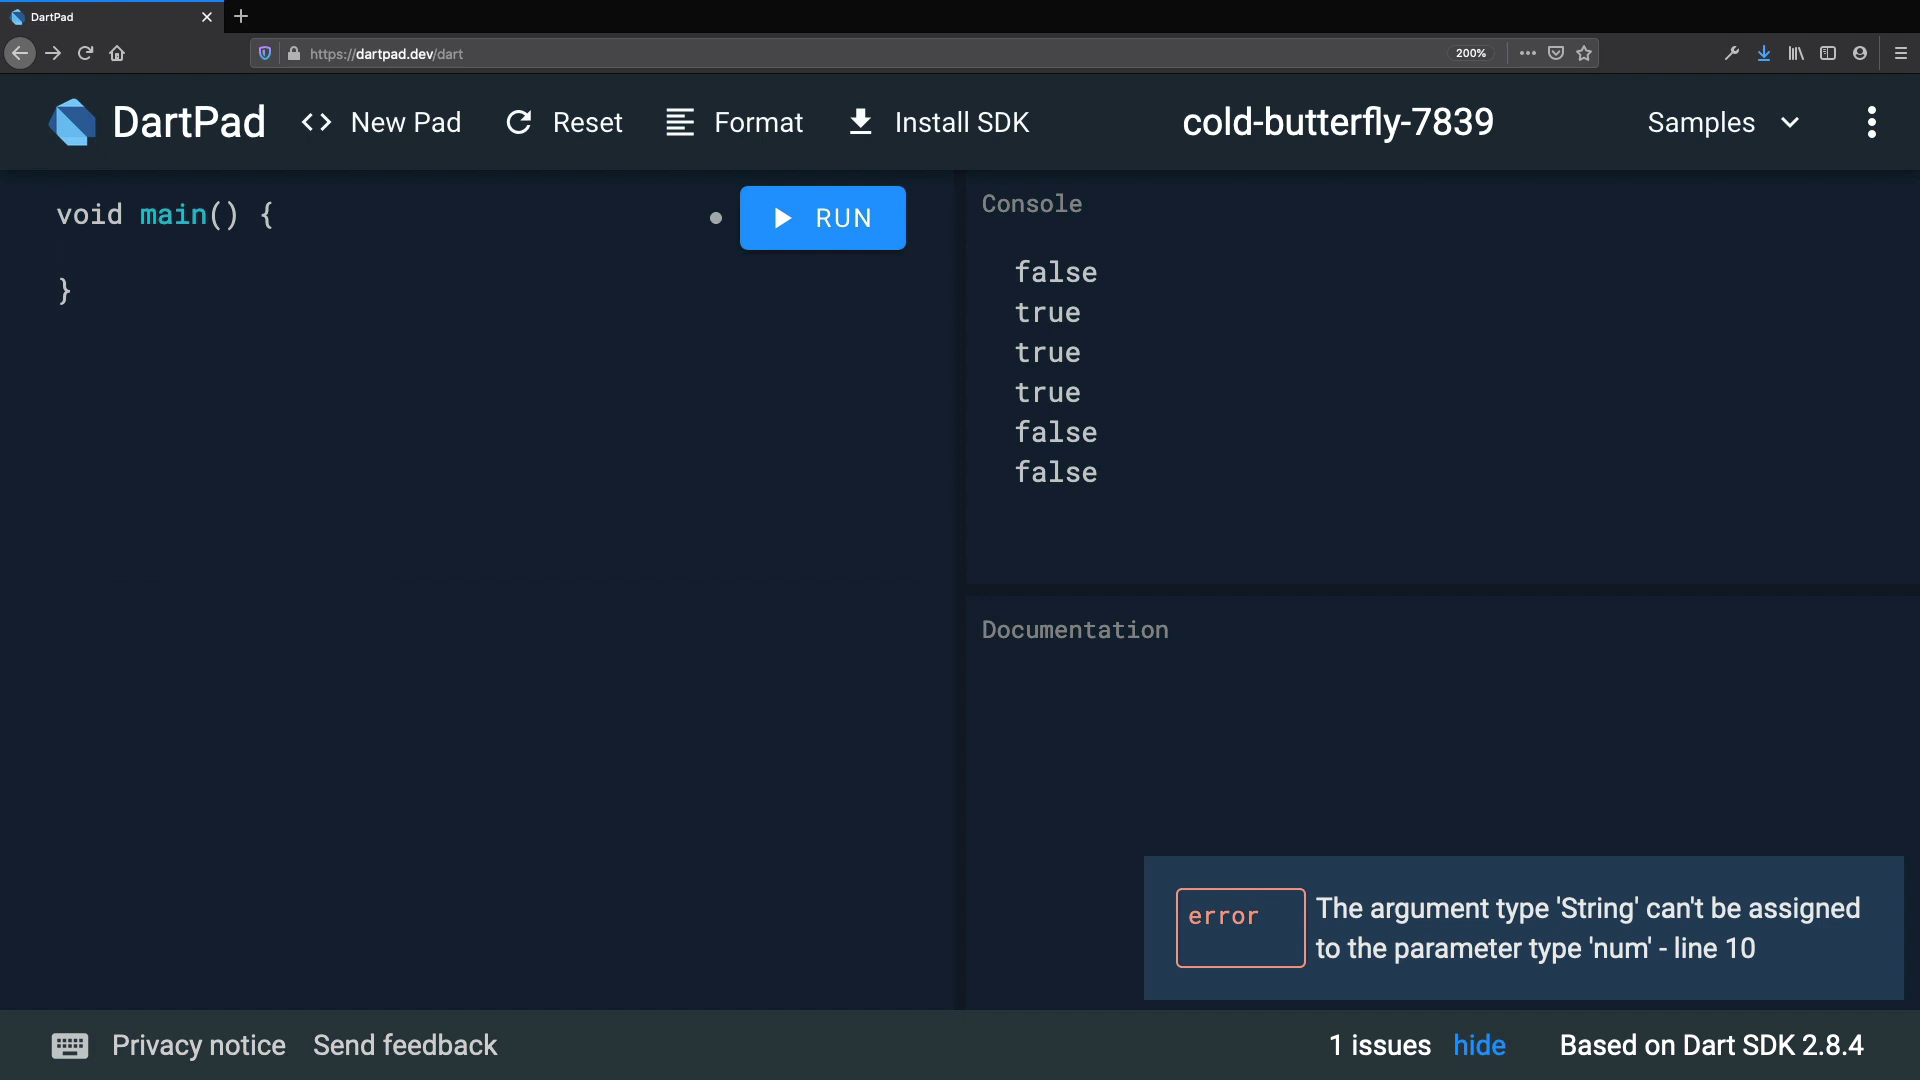 DartPad
https://dartpad.dev/dart
200%
DartPad
New Pad
Reset
Format
Install SDK
cold-butterfly-7839
Samples
void main() {
}
RUN
Console
false
true
true
true
false
false
Documentation
error
The argument type 'String' can't be assigned
to the parameter type 'num' - line 10
Privacy notice
Send feedback
1 issues
hide
Based on Dart SDK 2.8.4